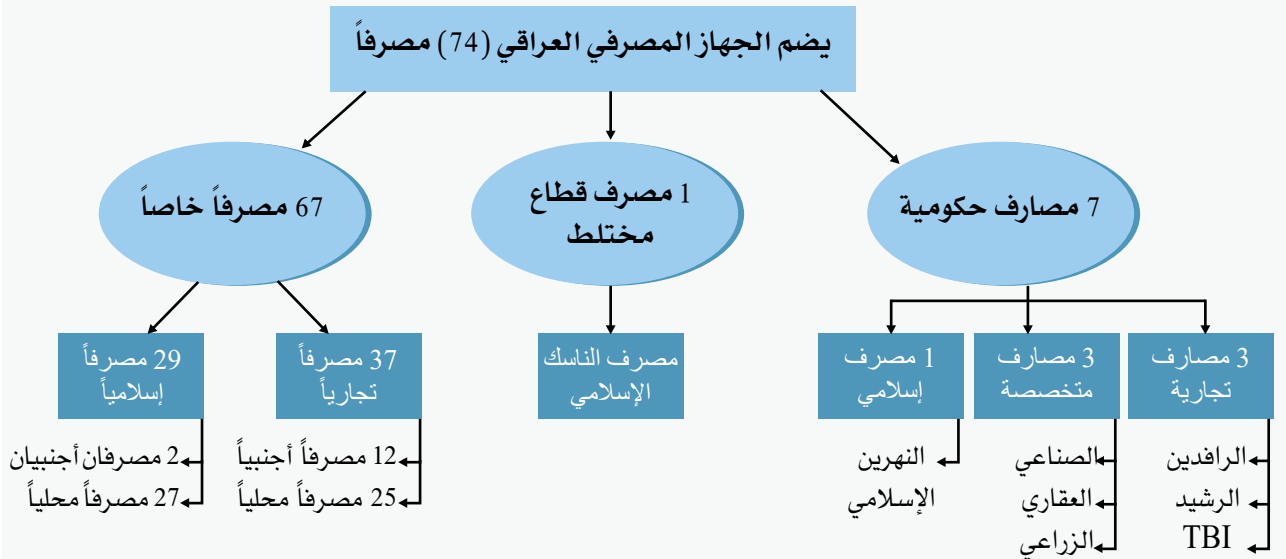 يضم الجهاز المصرفي العراقي (74) مصرفاً
7 مصارف حكومية
1 مصرف قطاع
مختلط
67 مصرفاً خاصاً
3 مصارف
تجارية
3 مصارف
متخصصة
1 مصرف
إسلامي
مصرف الناسك
الإسلامي
37 مصرفاً
تجارياً
29 مصرفاً
إسلامياً
الرافدين
الرشيد
TBI
الصناعي
العقاري
الزراعي
النهرين
الإسلامي
12 مصرفاً أجنبياً
25 مصرفاً محلياً
2 مصرفان أجنبيان
27 مصرفاً محلياً